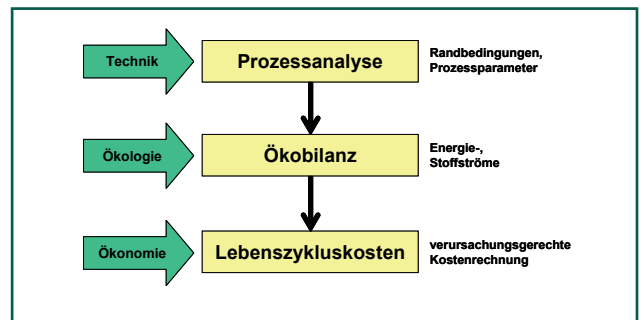 Technik
Prozessanalyse
Randbedingungen,
Prozessparameter
Ökologie
Ökobilanz
Energie-,
Stoffströme
Ökonomie
Lebenszykluskosten
verursachungsgerechte
Kostenrechnung